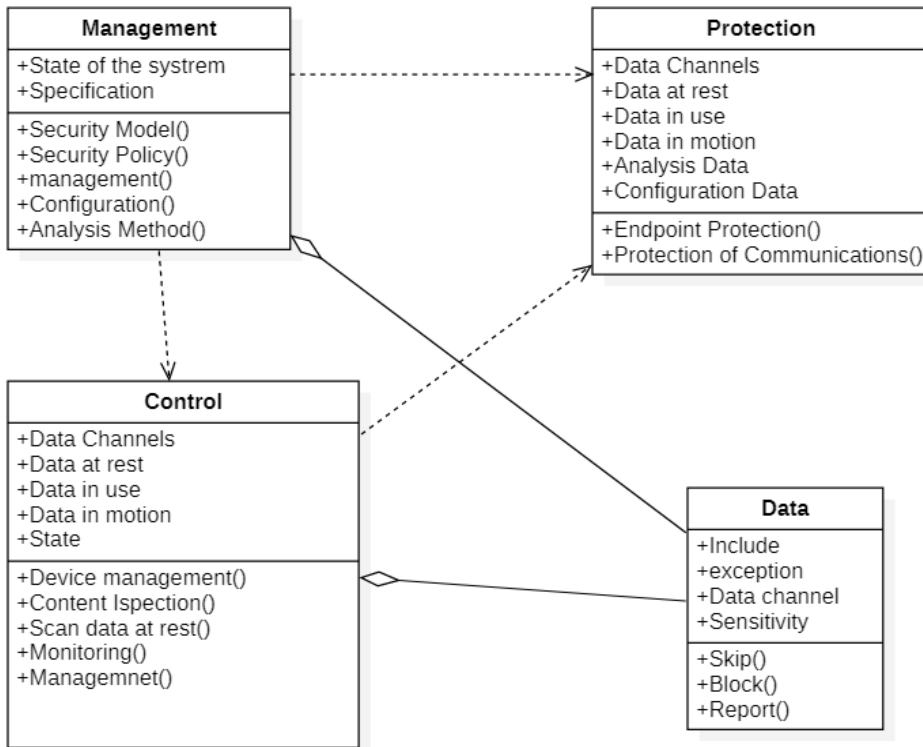 Management
+State of the systrem
+Specification
+Security Model()
+Security Policy()
+management()
+Configuration()
+Analysis Method()
Protection
+Data Channels
+Data at rest
+Data in use
+Data in motion
+Analysis Data
+Configuration Data
+Endpoint Protection()
+Protection of Communications()
Control
+Data Channels
+Data at rest
+Data in use
+Data in motion
+State
+Device management()
+Content Ispection()
+Scan data at rest()
+Monitoring()
+Managemnet()
Data
+Include
+exception
+Data channel
+Sensitivity
+Skip()
+Block()
+Report()